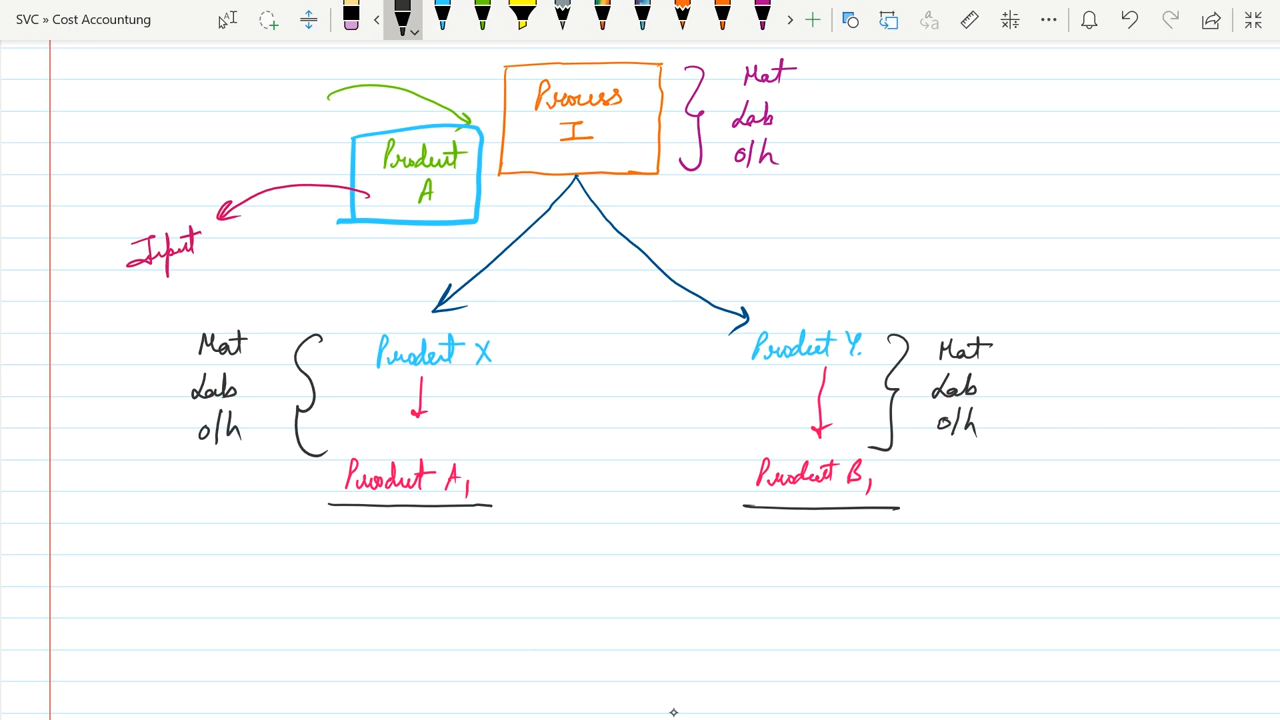 SVC » Cost Accountung
Process
I
Mat
Lab
O/h
Product
A
Input
Mat
Lab
O/h
Product X
Product Y.
Mat
Lab
O/h
Product A1
Product B1